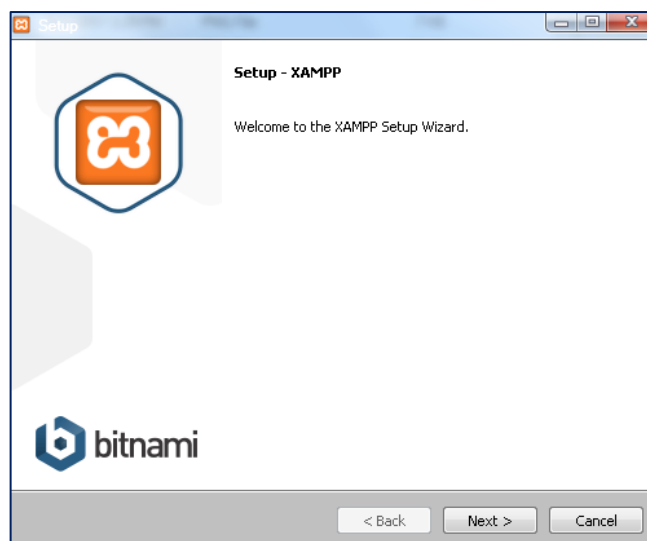 Setup
Setup - XAMPP
Welcome to the XAMPP Setup Wizard.
bitnami
< Back
Next >
Cancel